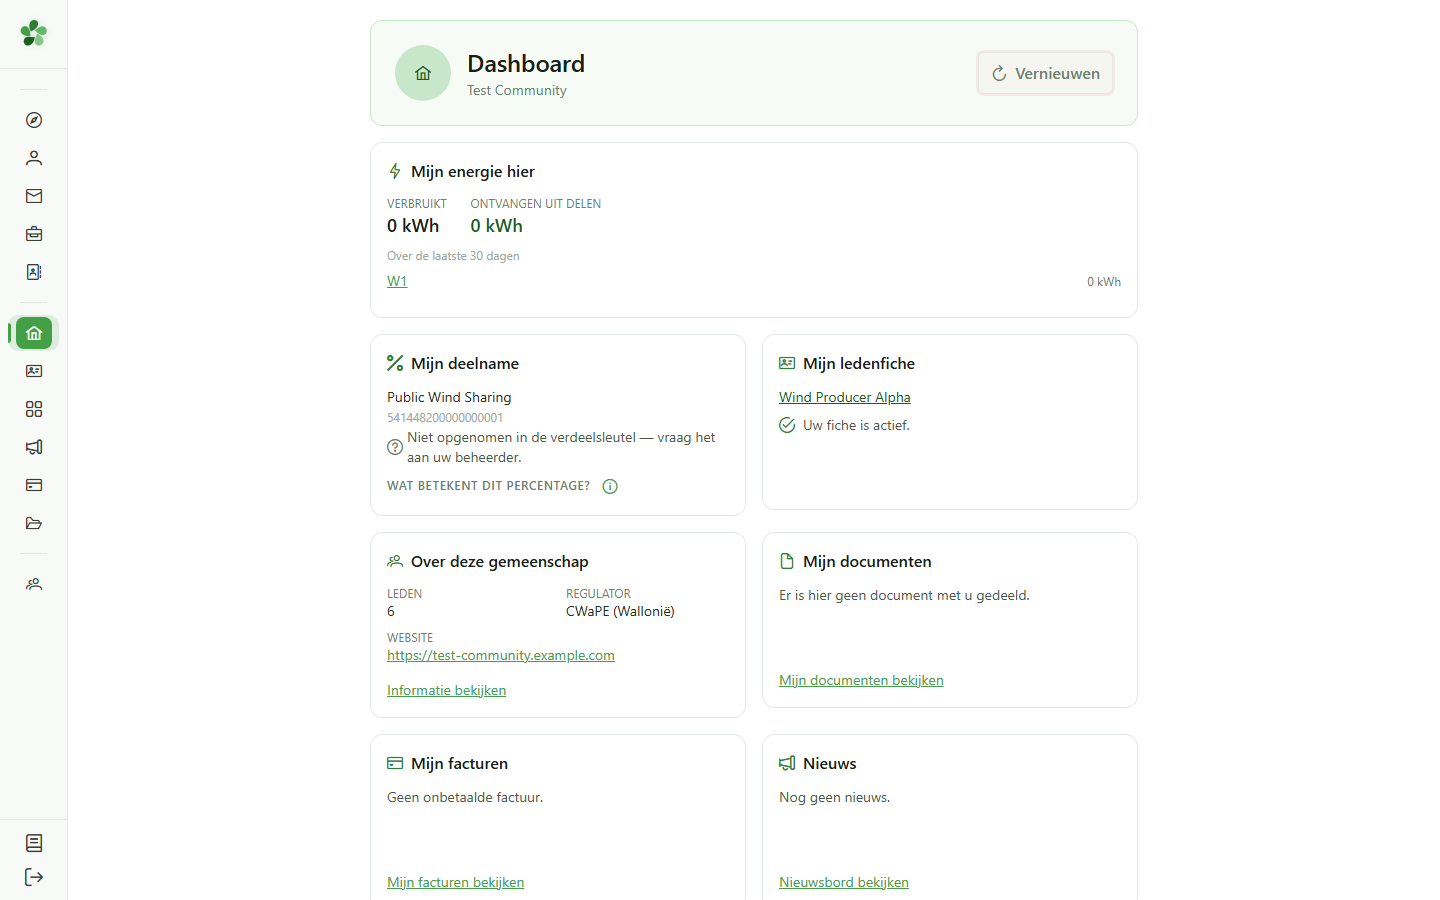 Dashboard
Test Community
Vernieuwen
Mijn energie hier
VERBRUIKT
ONTVANGEN UIT DELEN
0 kWh
0 kWh
Over de laatste 30 dagen
W1
0 kWh
Mijn deelname
Public Wind Sharing
541448200000000001
Niet opgenomen in de verdeelsleutel — vraag het
aan uw beheerder.
WAT BETEKENT DIT PERCENTAGE?
Mijn ledenfiche
Wind Producer Alpha
Uw fiche is actief.
Over deze gemeenschap
LEDEN
REGULATOR
6
CWaPE (Wallonië)
WEBSITE
https://test-community.example.com
Informatie bekijken
Mijn documenten
Er is hier geen document met u gedeeld.
Mijn documenten bekijken
Mijn facturen
Geen onbetaalde factuur.
Mijn facturen bekijken
Nieuws
Nog geen nieuws.
Nieuwsbord bekijken